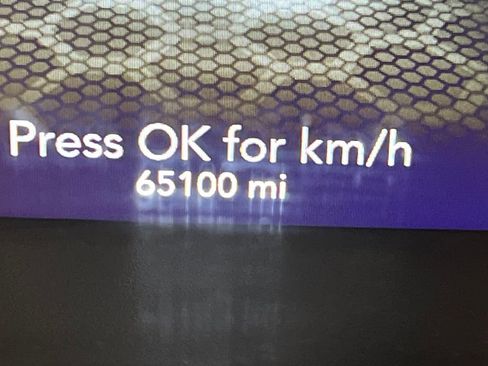 Press OK for km/h
65100 mi